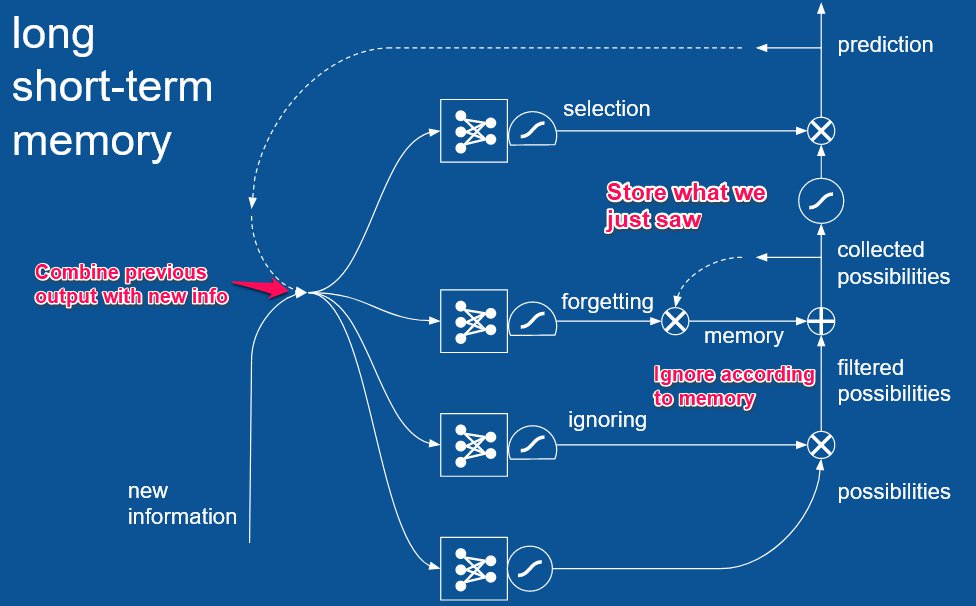 long
short-term
memory
prediction
selection
Store what we
just saw
collected
possibilities
Combine previous
output with new info
forgetting
memory
filtered
possibilities
Ignore according
to memory
ignoring
new
information
possibilities